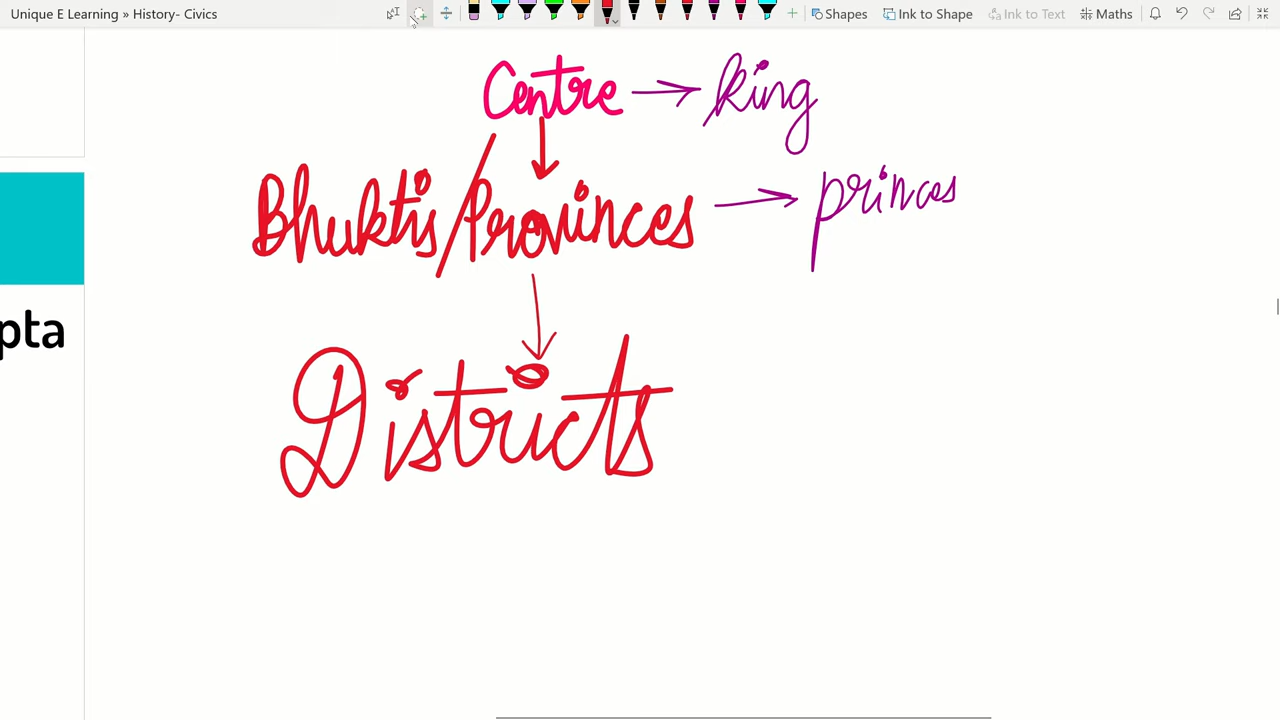 Unique E Learning » History- Civics
Shapes Ink to Shape Ink to Text Maths
Centre → king
Bhuktis/Provinces → princes
pta
Districts